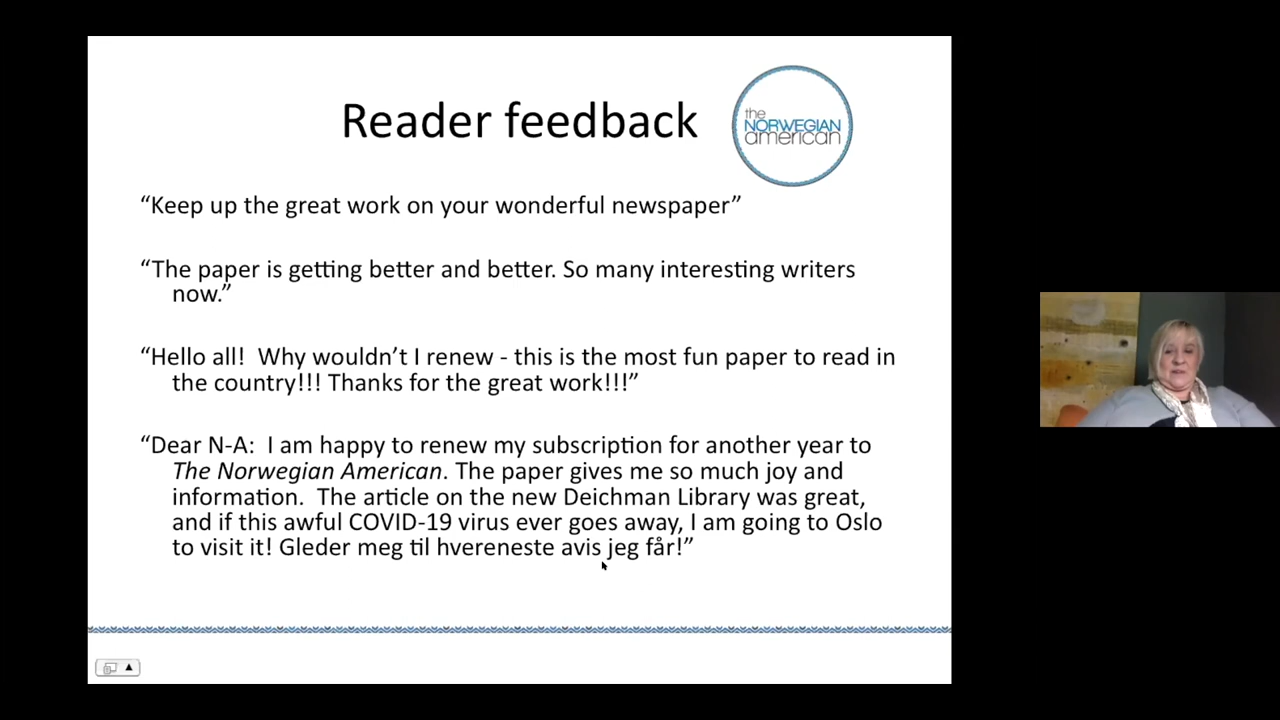 Reader feedback
the
NORWEGIAN
american
“Keep up the great work on your wonderful newspaper”
“The paper is getting better and better. So many interesting writers
now.”
“Hello all!  Why wouldn’t I renew - this is the most fun paper to read in
the country!!! Thanks for the great work!!!”
“Dear N-A:  I am happy to renew my subscription for another year to
The Norwegian American. The paper gives me so much joy and
information.  The article on the new Deichman Library was great,
and if this awful COVID-19 virus ever goes away, I am going to Oslo
to visit it! Gleder meg til hvereneste avis jeg får!”